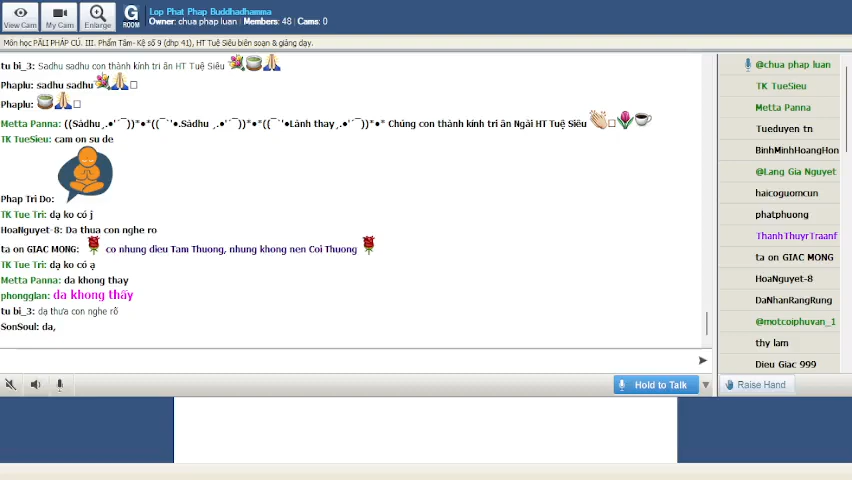 View Cam
My Cam
Enlarge
G
ROOM
Lop Phat Phap Buddhadhamma
Owner: chua phap luan Members: 48 Cams: 0
Môn học PĀLI PHÁP CÚ. III. Phẩm Tâm- Kệ số 9 (dhp 41), HT Tuệ Siêu biên soạn & giảng dạy.
tu bi_3: Sadhu sadhu con thành kính tri ân HT Tuệ Siêu
Phaplu: sadhu sadhu
Phaplu:
Metta Panna: ((Sādhu¸.•'´¯))*•*((¯`'•.Sādhu ¸.•'´¯))*•*((¯`'•Lành thay¸.•'´¯))*•* Chúng con thành kính tri ân Ngài HT Tuệ Siêu
TK TueSieu: cam on su de
Phap Tri Do:
TK Tue Tri: dạ ko có j
HoaNguyet-8: Da thua con nghe ro
ta on GIAC MONG: co nhung dieu Tam Thuong, nhung khong nen Coi Thuong
TK Tue Tri: dạ ko có ạ
Metta Panna: da khong thay
phongglan: da khong thấy
tu bi_3: dạ thưa con nghe rõ
SonSoul: da,
Hold to Talk
@chua phap luan
TK TueSieu
Metta Panna
Tueduyen tn
BinhMinhHoangHon
@Lang Gia Nguyet
haicoguomcun
phatphuong
ThanhThuyrTraanf
ta on GIAC MONG
HoaNguyet-8
DaNhanRangRung
@motcoiphuvan_1
thy lam
Dieu Giac 999
Raise Hand